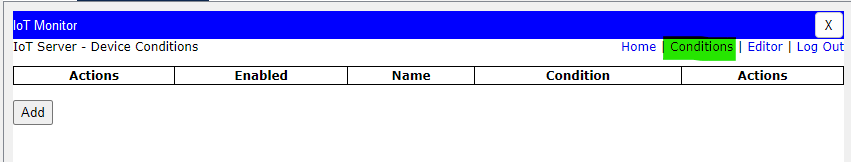 IoT Monitor X
IoT Server - Device Conditions Home | Conditions | Editor | Log Out
Actions Enabled Name Condition Actions
Add